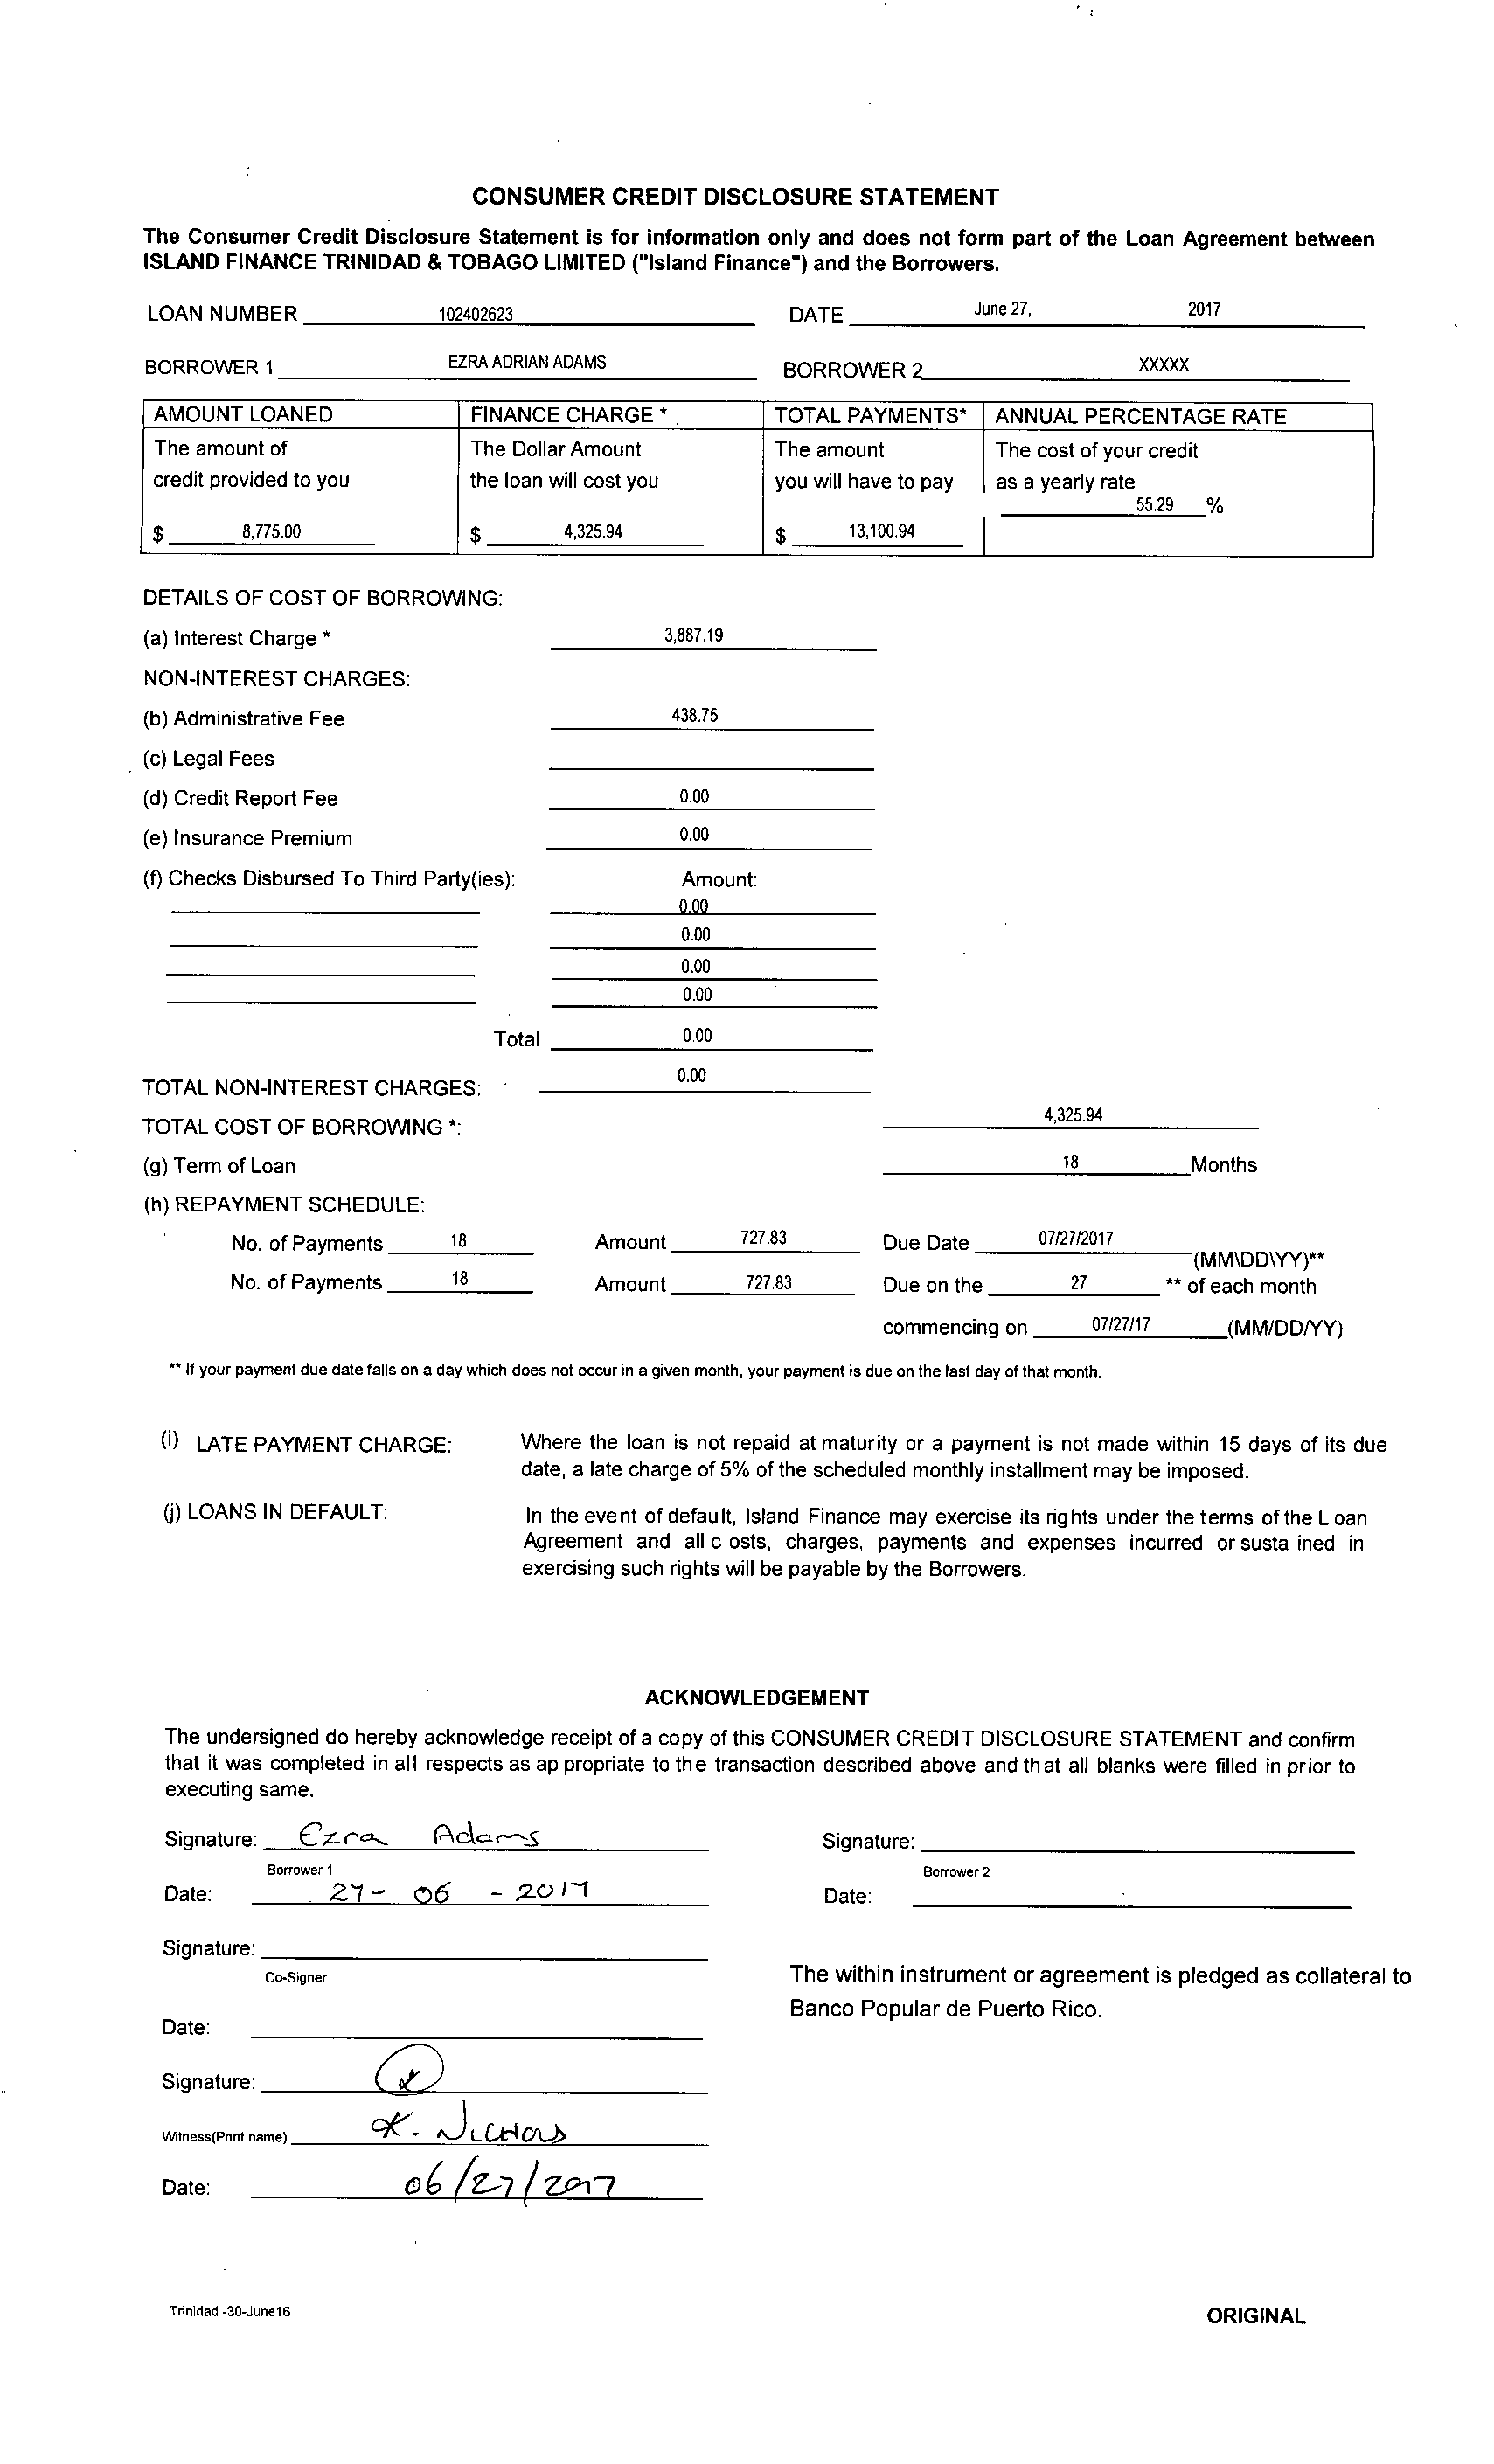 CONSUMER CREDIT DISCLOSURE STATEMENT
The Consumer Credit Disclosure Statement is for information only and does not form part of the Loan Agreement between
ISLAND FINANCE TRINIDAD & TOBAGO LIMITED ("Island Finance") and the Borrowers.
LOAN NUMBER 102402623 DATE June 27, 2017
BORROWER 1 EZRA ADRIAN ADAMS BORROWER 2 XXXXX
AMOUNT LOANED FINANCE CHARGE * TOTAL PAYMENTS* ANNUAL PERCENTAGE RATE
The amount of The Dollar Amount The amount The cost of your credit
credit provided to you the loan will cost you you will have to pay as a yearly rate
55.29 %
$ 8,775.00 $ 4,325.94 $ 13,100.94
DETAILS OF COST OF BORROWING:
(a) Interest Charge * 3,887.19
NON-INTEREST CHARGES:
(b) Administrative Fee 438.75
(c) Legal Fees
(d) Credit Report Fee 0.00
(e) Insurance Premium 0.00
(f) Checks Disbursed To Third Party(ies): Amount:
0.00
0.00
0.00
0.00
Total 0.00
TOTAL NON-INTEREST CHARGES: 0.00
TOTAL COST OF BORROWING *: 4,325.94
(g) Term of Loan 18 Months
(h) REPAYMENT SCHEDULE:
No. of Payments 18 Amount 727.83 Due Date 07/27/2017 (MM\DD\YY)**
No. of Payments 18 Amount 727.83 Due on the 27 ** of each month
commencing on 07/27/17 (MM/DD/YY)
** If your payment due date falls on a day which does not occur in a given month, your payment is due on the last day of that month.
(i) LATE PAYMENT CHARGE: Where the loan is not repaid at maturity or a payment is not made within 15 days of its due
date, a late charge of 5% of the scheduled monthly installment may be imposed.
(j) LOANS IN DEFAULT: In the event of default, Island Finance may exercise its rights under the terms of the L oan
Agreement and all c osts, charges, payments and expenses incurred or susta ined in
exercising such rights will be payable by the Borrowers.
ACKNOWLEDGEMENT
The undersigned do hereby acknowledge receipt of a copy of this CONSUMER CREDIT DISCLOSURE STATEMENT and confirm
that it was completed in all respects as ap propriate to the transaction described above and that all blanks were filled in prior to
executing same.
Signature: Ezra Adams Signature:
Borrower 1 Borrower 2
Date: 27- 06 - 2017 Date:
Signature:
Co-Signer
The within instrument or agreement is pledged as collateral to
Banco Popular de Puerto Rico.
Date:
Signature:
Witness(Print name) K. Nichols
Date: 06/27/2017
Trinidad -30-June16 ORIGINAL